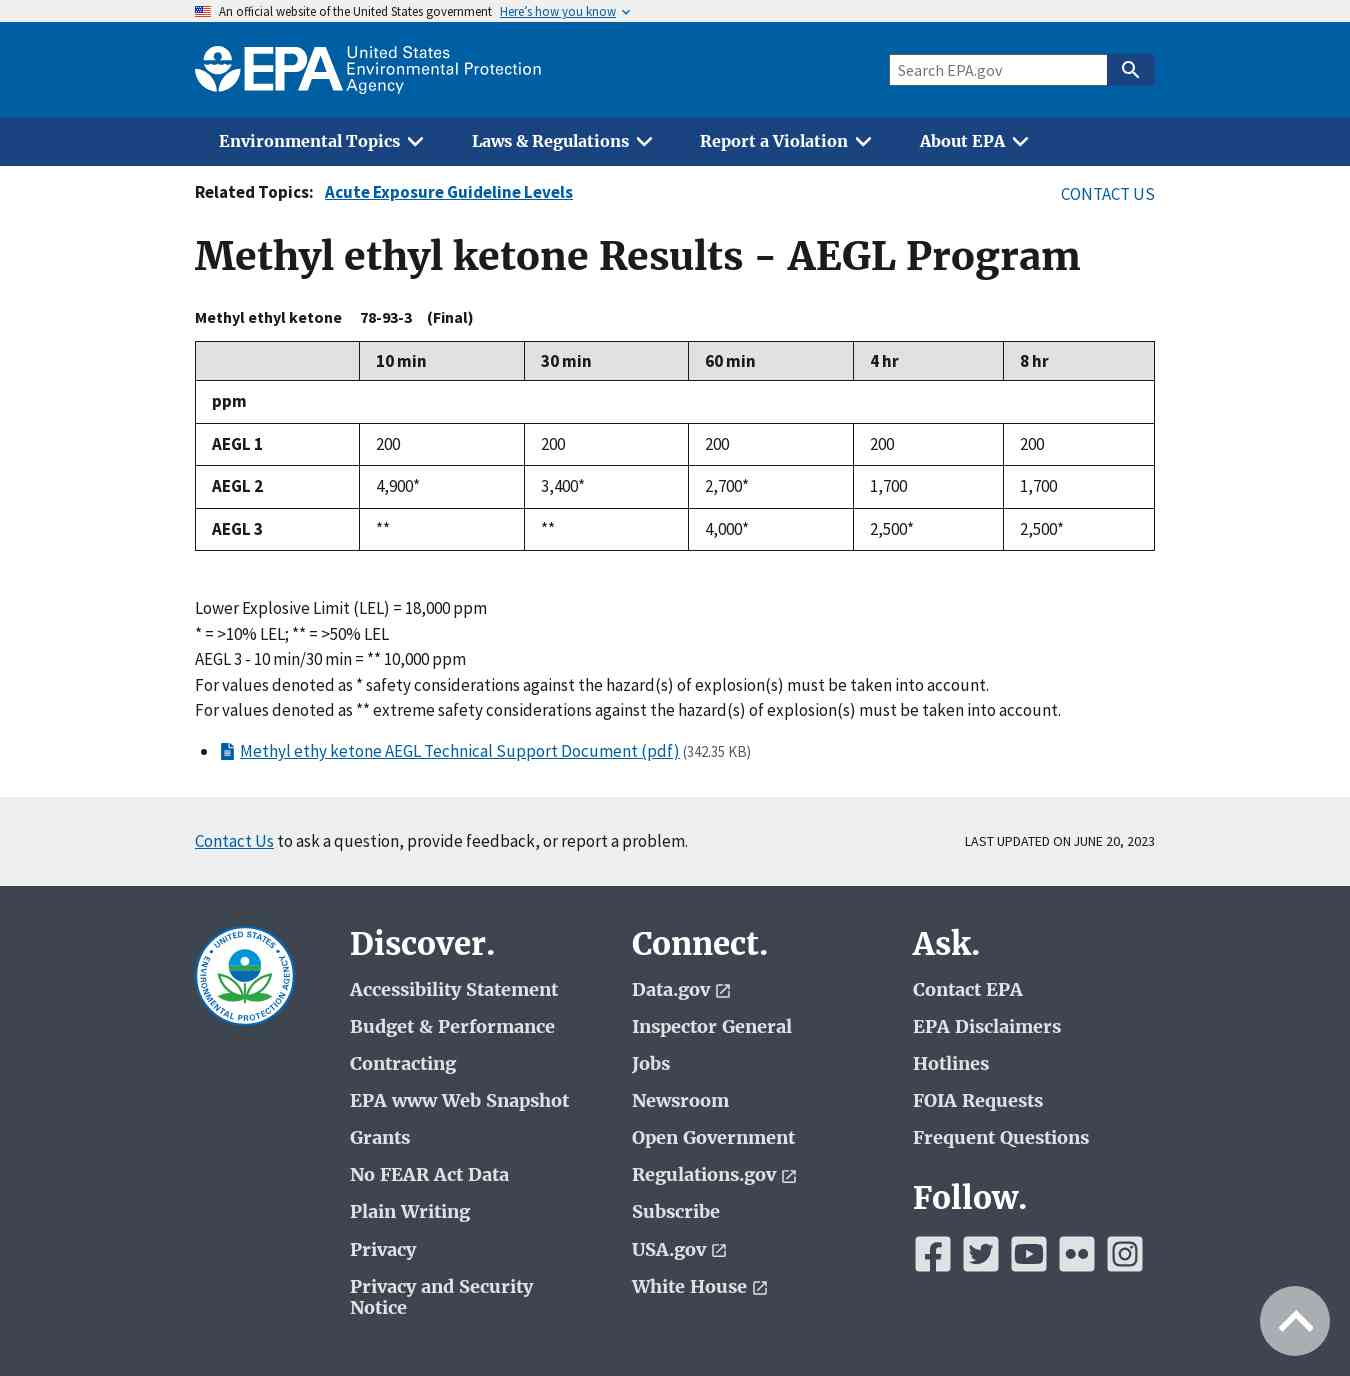 An official website of the United States government Here's how you know
EPA United States
Environmental Protection
Agency
Search EPA.gov
Environmental Topics Laws & Regulations Report a Violation About EPA
Related Topics: Acute Exposure Guideline Levels CONTACT US
Methyl ethyl ketone Results - AEGL Program
Methyl ethyl ketone 78-93-3 (Final)
10 min 30 min 60 min 4 hr 8 hr
ppm
AEGL 1 200 200 200 200 200
AEGL 2 4,900* 3,400* 2,700* 1,700 1,700
AEGL 3 ** ** 4,000* 2,500* 2,500*
Lower Explosive Limit (LEL) = 18,000 ppm
* = >10% LEL; ** = >50% LEL
AEGL 3 - 10 min/30 min = ** 10,000 ppm
For values denoted as * safety considerations against the hazard(s) of explosion(s) must be taken into account.
For values denoted as ** extreme safety considerations against the hazard(s) of explosion(s) must be taken into account.
Methyl ethy ketone AEGL Technical Support Document (pdf) (342.35 KB)
Contact Us to ask a question, provide feedback, or report a problem. LAST UPDATED ON JUNE 20, 2023
UNITED STATES ENVIRONMENTAL PROTECTION AGENCY
Discover.
Accessibility Statement
Budget & Performance
Contracting
EPA www Web Snapshot
Grants
No FEAR Act Data
Plain Writing
Privacy
Privacy and Security
Notice
Connect.
Data.gov
Inspector General
Jobs
Newsroom
Open Government
Regulations.gov
Subscribe
USA.gov
White House
Ask.
Contact EPA
EPA Disclaimers
Hotlines
FOIA Requests
Frequent Questions
Follow.